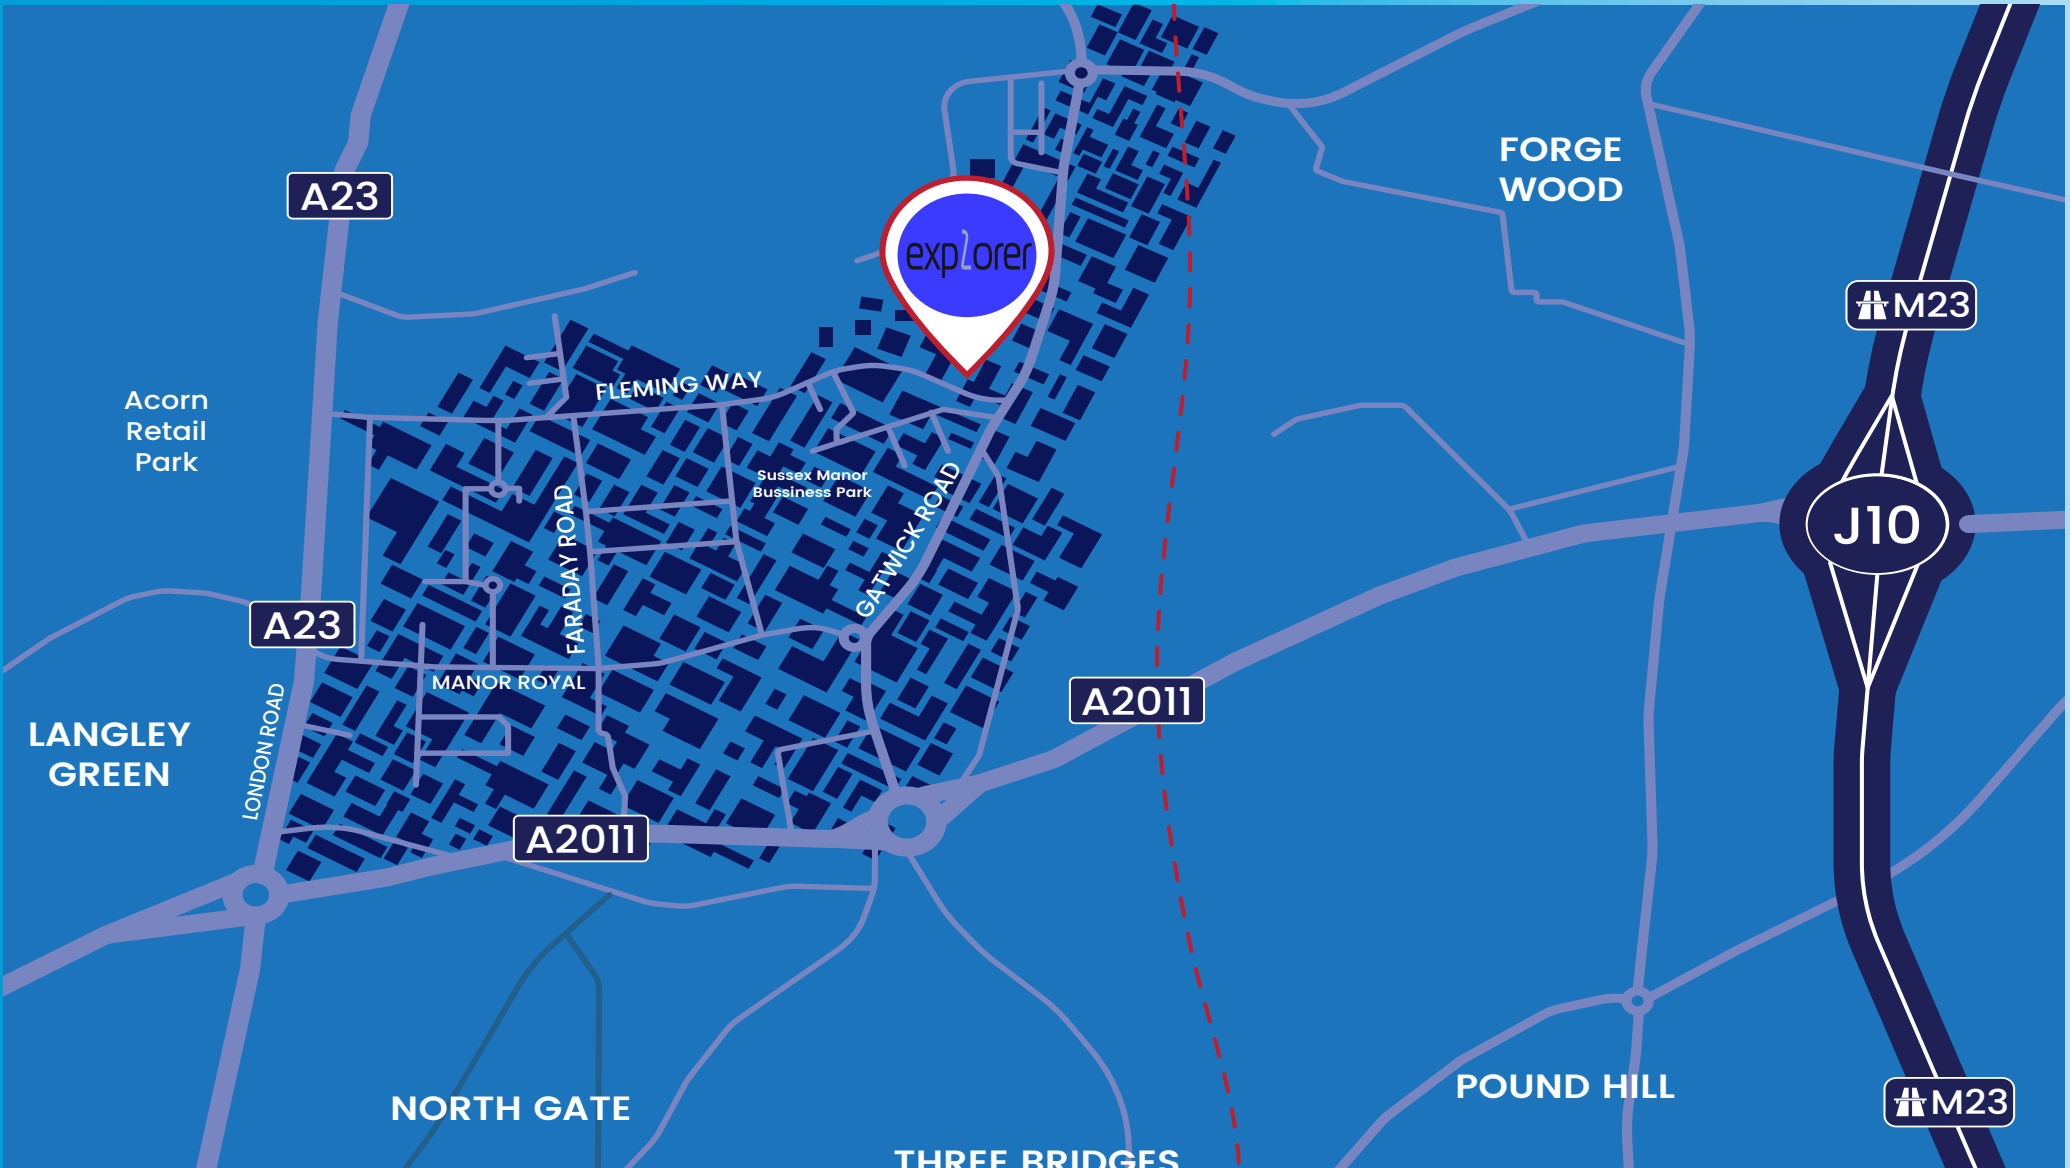 FORGE
WOOD
A23
explorer
M23
FLEMING WAY
Acorn
Retail
Park
Sussex Manor
Bussiness Park
GATWICK ROAD
FARADAY ROAD
J10
A23
MANOR ROYAL
A2011
LONDON ROAD
LANGLEY
GREEN
A2011
POUND HILL
M23
NORTH GATE
THREE BRIDGES